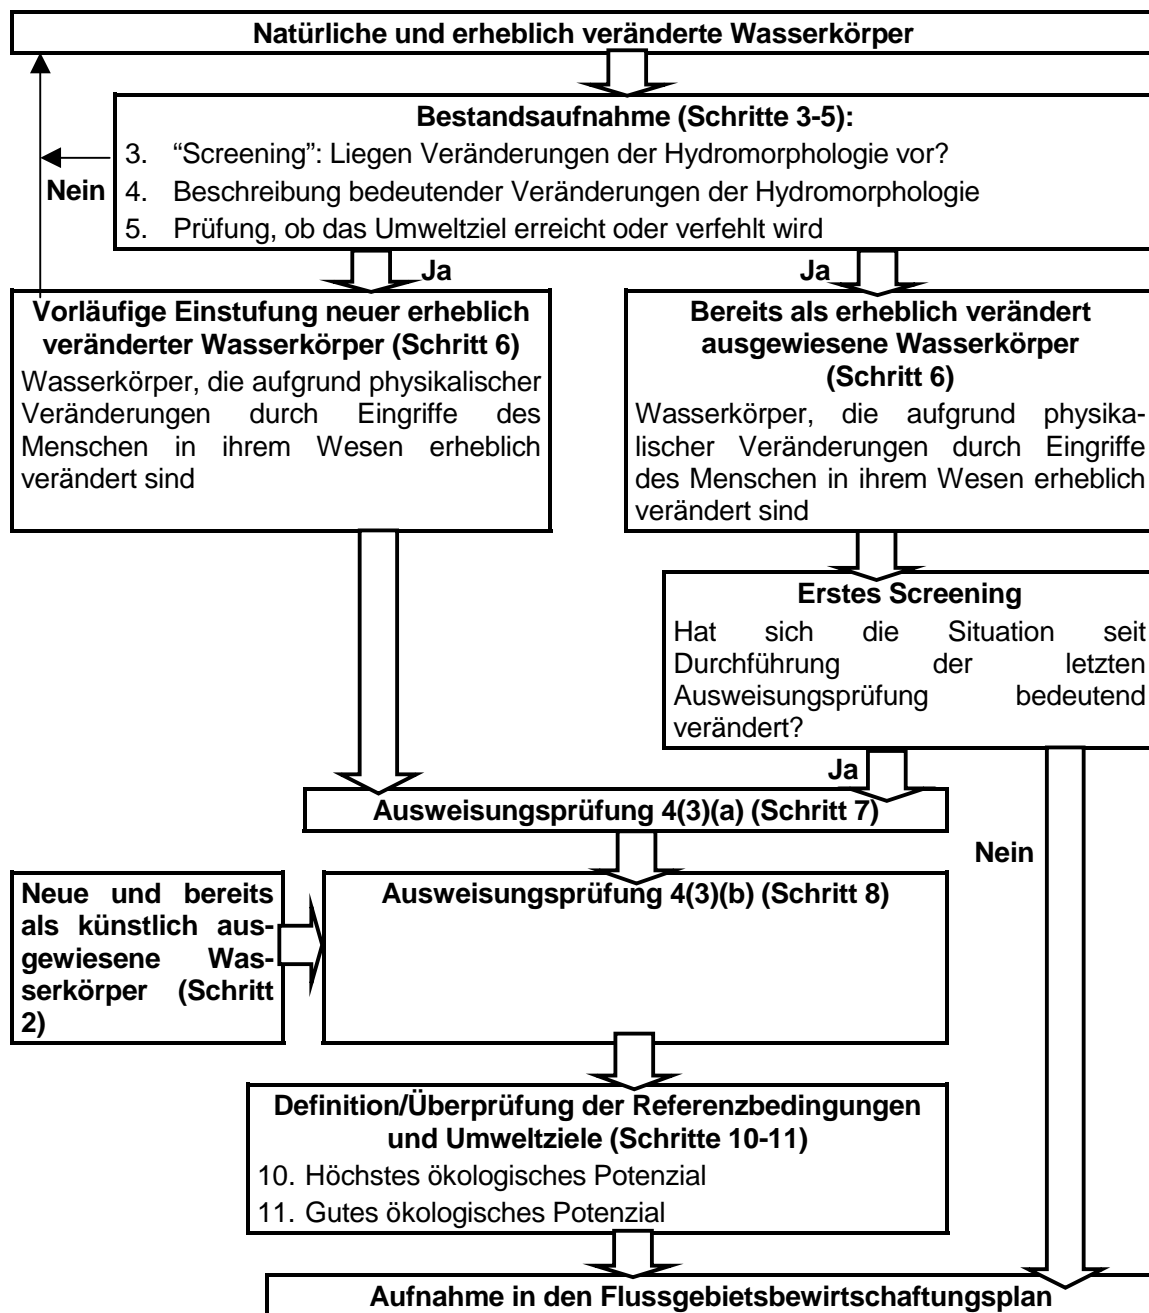 Natürliche und erheblich veränderte Wasserkörper
Bestandsaufnahme (Schritte 3-5):
3. “Screening”: Liegen Veränderungen der Hydromorphologie vor?
Nein
4. Beschreibung bedeutender Veränderungen der Hydromorphologie
5. Prüfung, ob das Umweltziel erreicht oder verfehlt wird
Ja
Ja
Vorläufige Einstufung neuer erheblich
veränderter Wasserkörper (Schritt 6)
Wasserkörper, die aufgrund physikalischer
Veränderungen durch Eingriffe des
Menschen in ihrem Wesen erheblich
verändert sind
Bereits als erheblich verändert
ausgewiesene Wasserkörper
(Schritt 6)
Wasserkörper, die aufgrund physika-
lischer Veränderungen durch Eingriffe
des Menschen in ihrem Wesen erheblich
verändert sind
Erstes Screening
Hat sich die Situation seit
Durchführung der letzten
Ausweisungsprüfung bedeutend
verändert?
Ja
Ausweisungsprüfung 4(3)(a) (Schritt 7)
Nein
Neue und bereits
als künstlich aus-
gewiesene Was-
serkörper (Schritt
2)
Ausweisungsprüfung 4(3)(b) (Schritt 8)
Definition/Überprüfung der Referenzbedingungen
und Umweltziele (Schritte 10-11)
10. Höchstes ökologisches Potenzial
11. Gutes ökologisches Potenzial
Aufnahme in den Flussgebietsbewirtschaftungsplan